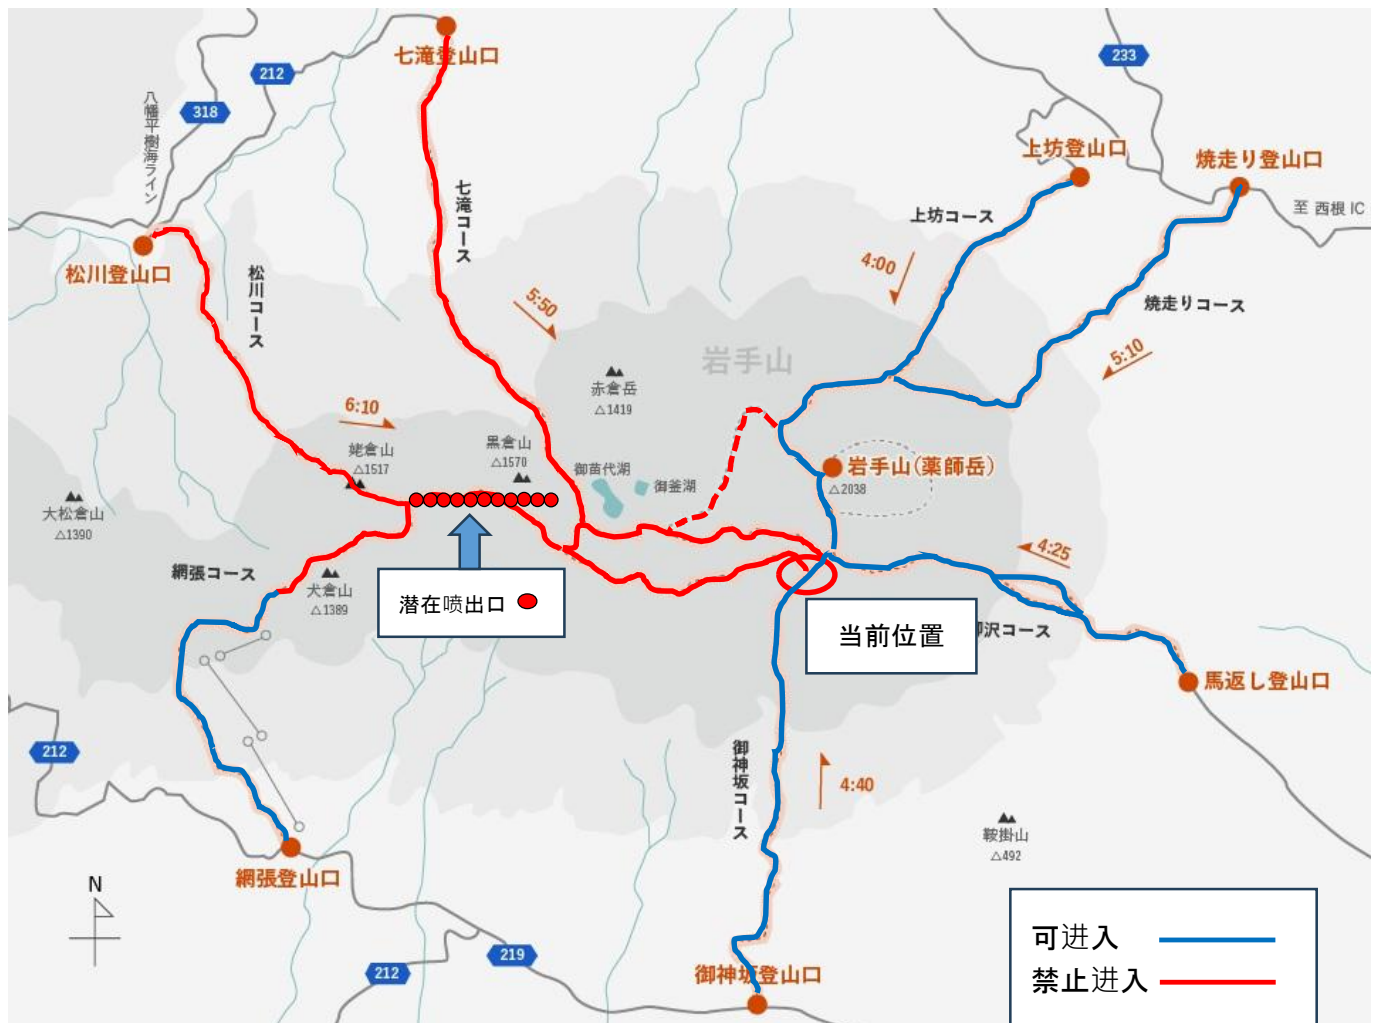 七滝登山口
233
212
318
八幡平樹海ライン
上坊登山口
焼走り登山口
至 西根 IC
七滝コース
上坊コース
松川登山口
松川コース
4:00
5:50
焼走りコース
岩手山
5:10
赤倉岳
△1419
6:10
姥倉山
△1517
黒倉山
△1570
御苗代湖
御釜湖
岩手山(薬師岳)
△2038
大松倉山
△1390
4:25
網張コース
犬倉山
△1389
潜在喷出口
当前位置
沢コース
馬返し登山口
212
御神坂コース
4:40
鞍掛山
△492
網張登山口
N
219
212
御神坂登山口
可进入
禁止进入